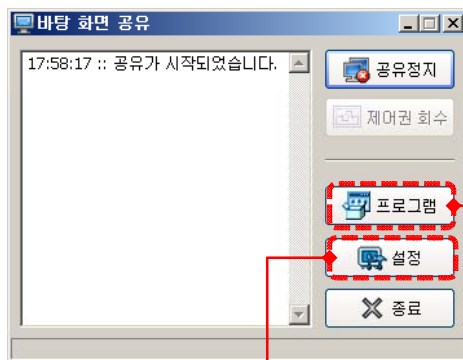 바탕 화면 공유
17:58:17 :: 공유가 시작되었습니다.
공유정지
제어권 회수
프로그램
설정
종료